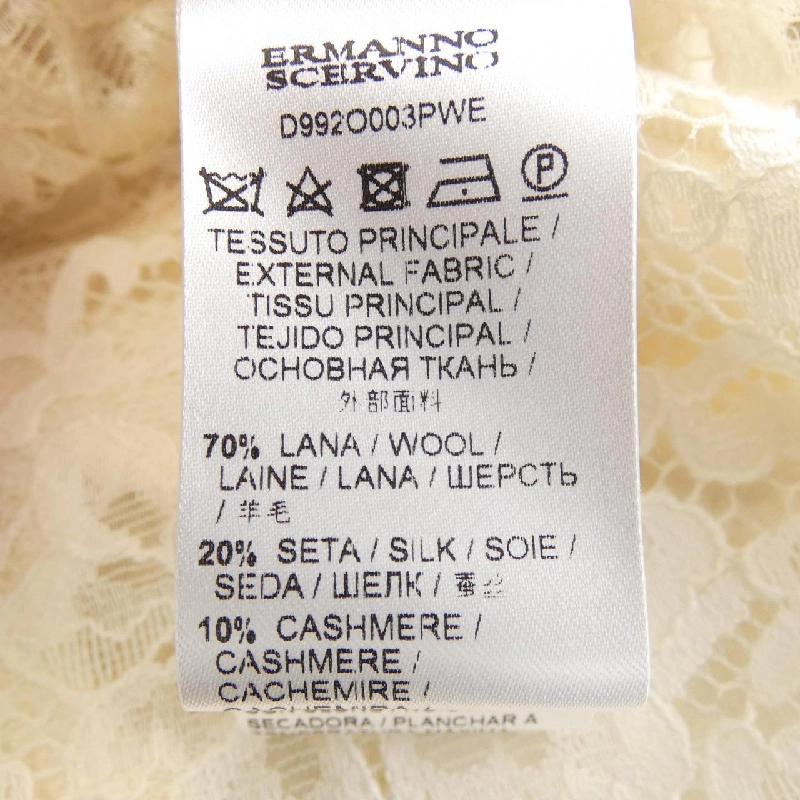 ERMANNO
SCERVINO
D992O003PWE
P
TESSUTO PRINCIPALE /
EXTERNAL FABRIC /
TISSU PRINCIPAL /
TEJIDO PRINCIPAL /
ОСНОВНАЯ ТКАНЬ /
外部面料
70% LANA / WOOL /
LAINE / LANA / ШЕРСТЬ
/ 羊毛
20% SETA / SILK / SOIE /
SEDA / ШЕЛК / 蚕丝
10% CASHMERE /
CASHMERE /
CACHEMIRE /
SECADORA / PLANCHAR A